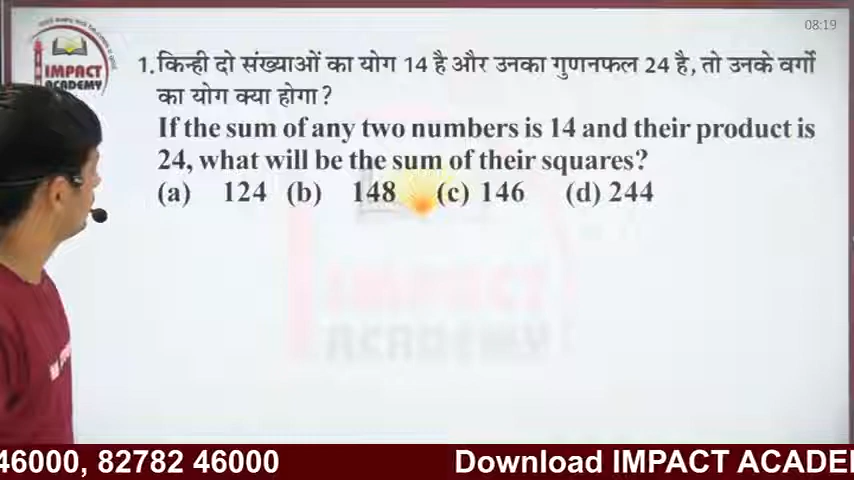 08:19
IMPACT
ACADEMY
1. किन्ही दो संख्याओं का योग 14 है और उनका गुणनफल 24 है, तो उनके वर्गो
का योग क्या होगा?
If the sum of any two numbers is 14 and their product is
24, what will be the sum of their squares?
(a) 124 (b) 148 (c) 146 (d) 244
IMPACT
ACADEMY
46000, 82782 46000 Download IMPACT ACADE